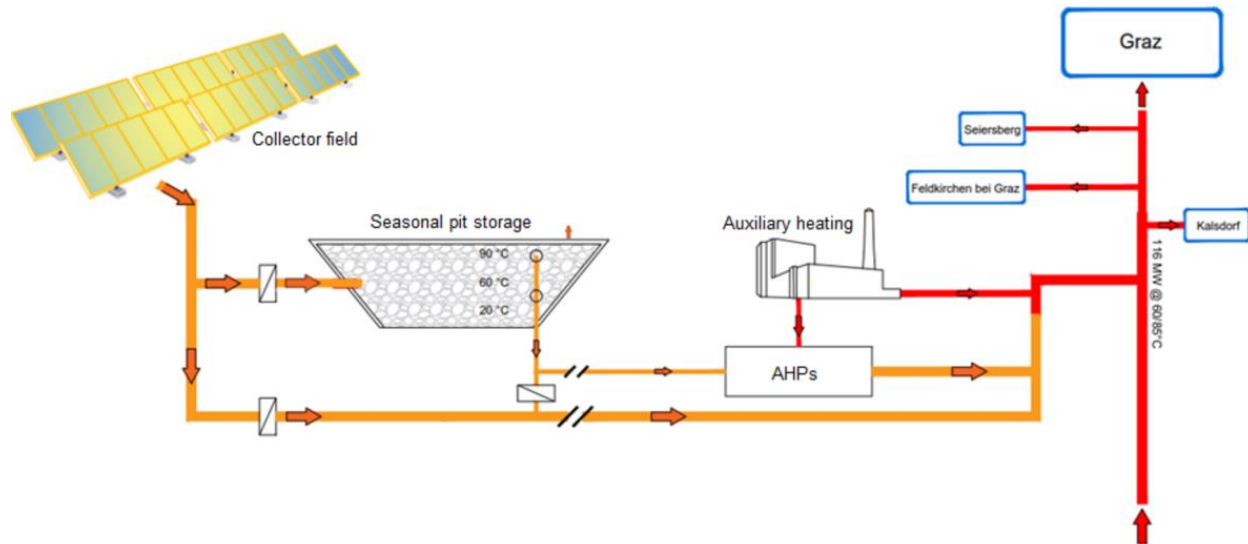 Graz
Collector field
Seiersberg
Feldkirchen bei Graz
Seasonal pit storage
Auxiliary heating
Kalsdorf
90 °C
60 °C
20 °C
116 MW @ 60/85°C
AHPs